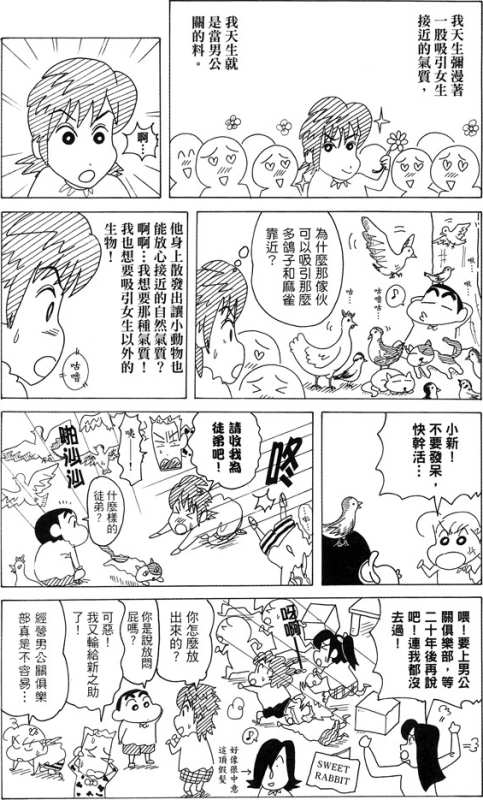 我天生彌漫著
一股吸引女生
接近的氣質，
我天生就
是當男公
關的料。
啊…
為什麼那傢伙
可以吸引那麼
多鴿子和麻雀
靠近？
咕嚕…
咕嚕
他身上散發出讓小動物也
能放心接近的自然氣質？
啊啊…我想要那種氣質！
我也想要吸引女生以外的
生物！
咕嚕
小新！
不要發呆，
快幹活…
咚
請收我為
徒弟吧！
咦…！
什麼樣的
徒弟？
啪沙沙
喂！要上男公
關俱樂部，等
二十年後再說
吧！連我都沒
去過！
呀啊
SWEET
RABBIT
好像很中意
這頂假髮
你怎麼放
出來的？
你是說放悶
屁嗎？
可惡！
我又輸給新之助
了！
經營男公關俱樂
部真是不容易…